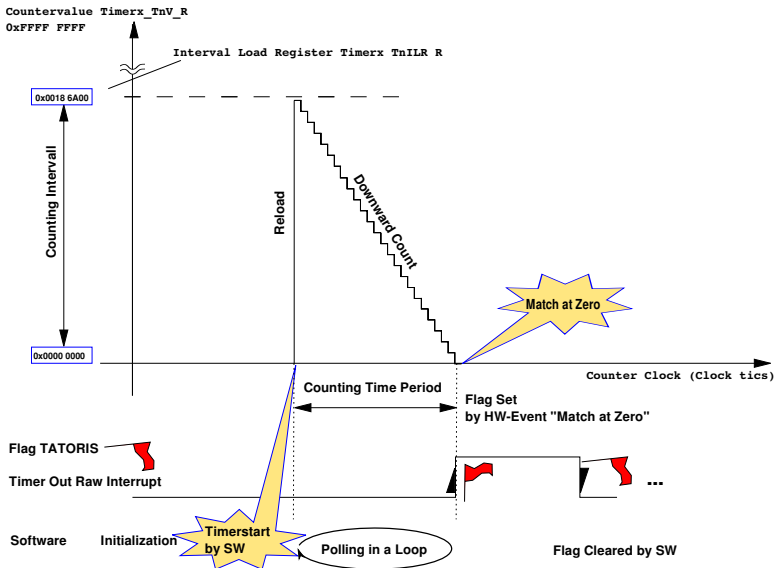 Countervalue Timerx_TnV_R
0xFFFF FFFF
Interval Load Register Timerx TnILR R
0x0018 6A00
Counting Intervall
Reload
Downward Count
Match at Zero
0x0000 0000
Counter Clock (Clock tics)
Counting Time Period
Flag Set
by HW-Event "Match at Zero"
Flag TATORIS
Timer Out Raw Interrupt
...
Software
Initialization
Timerstart
by SW
Polling in a Loop
Flag Cleared by SW